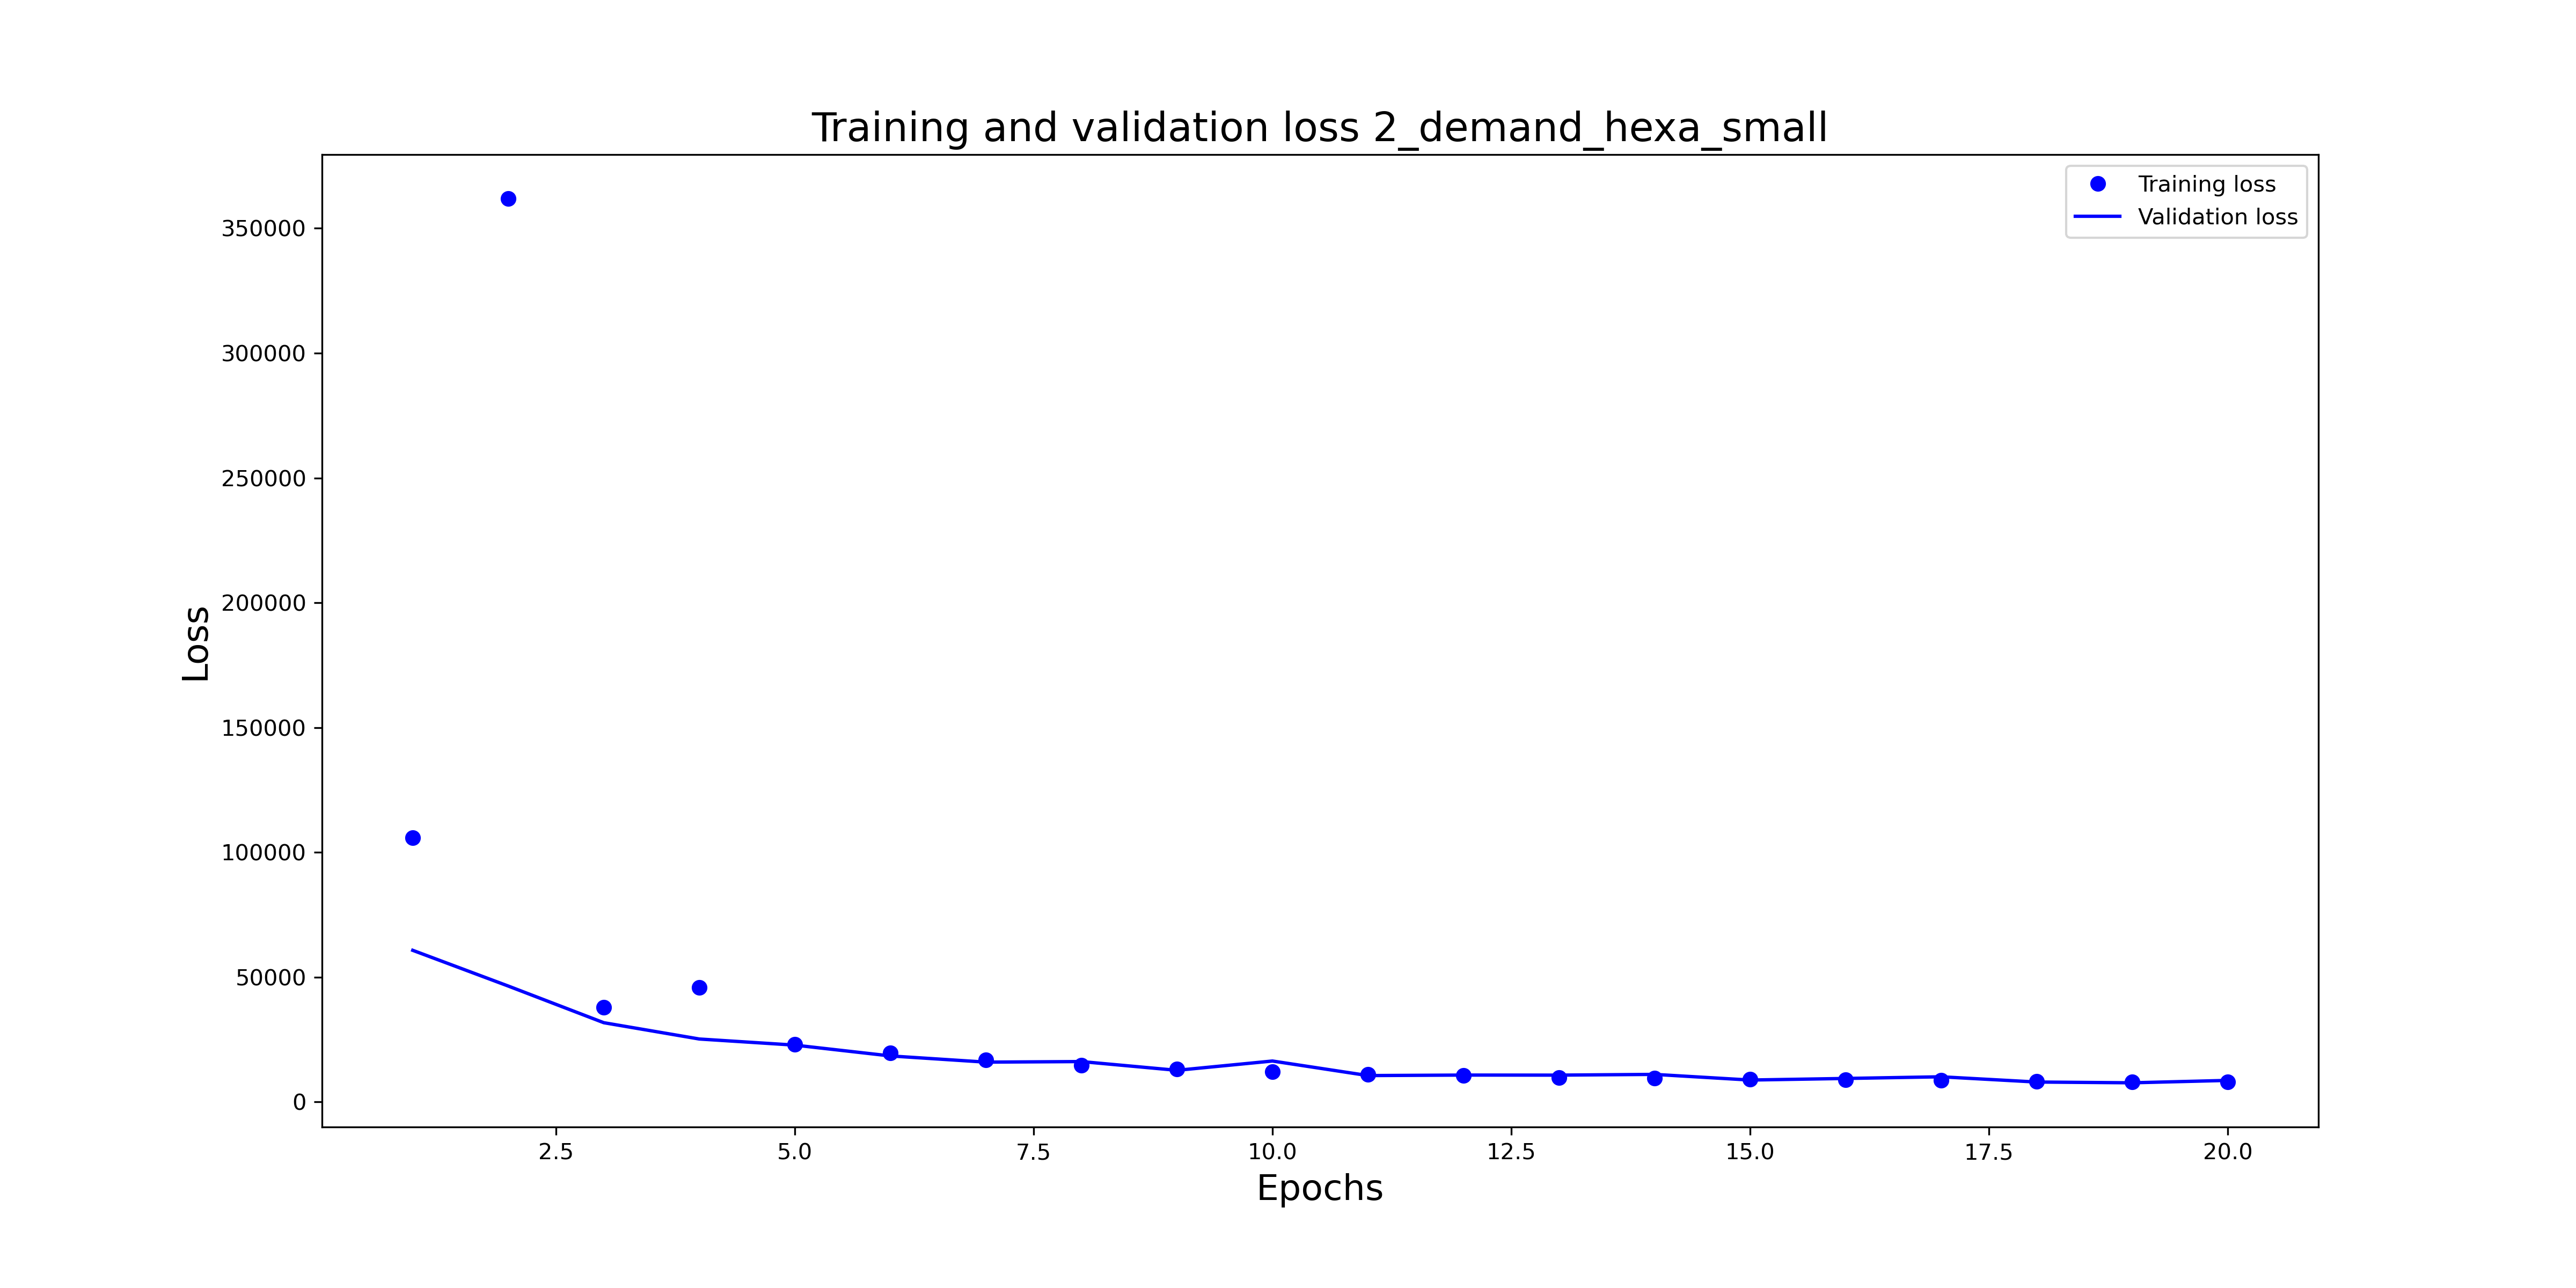 Training and validation loss 2_demand_hexa_small
Training loss
Validation loss
350000
300000
250000
200000
150000
100000
50000
0
Loss
2.5 5.0 7.5 10.0 12.5 15.0 17.5 20.0
Epochs